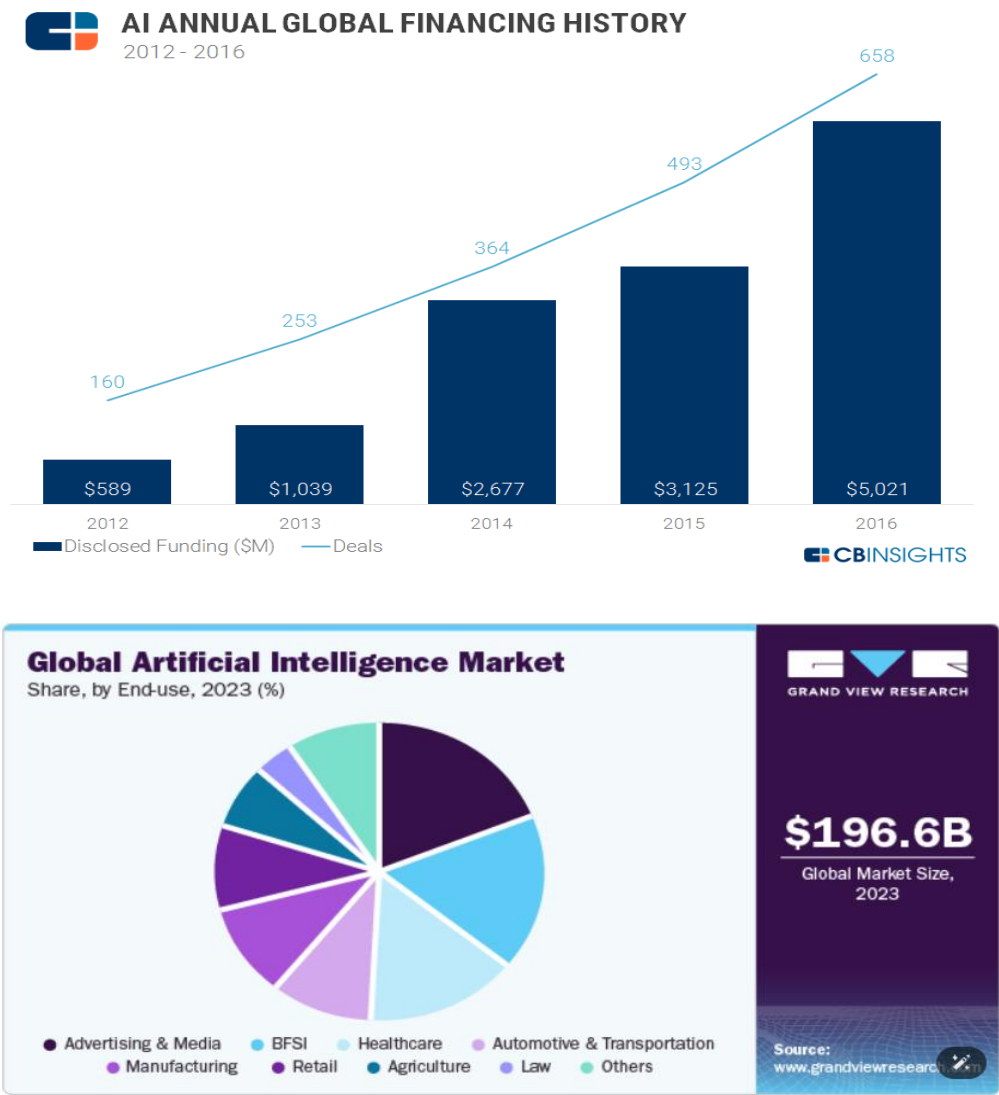 AI ANNUAL GLOBAL FINANCING HISTORY
2012 - 2016
658
493
364
253
160
$589
$1,039
$2,677
$3,125
$5,021
2012
2013
2014
2015
2016
Disclosed Funding ($M)
Deals
CBINSIGHTS
Global Artificial Intelligence Market
Share, by End-use, 2023 (%)
GRAND VIEW RESEARCH
$196.6B
Global Market Size,
2023
Advertising & Media
BFSI
Healthcare
Automotive & Transportation
Manufacturing
Retail
Agriculture
Law
Others
Source:
www.grandviewresearch